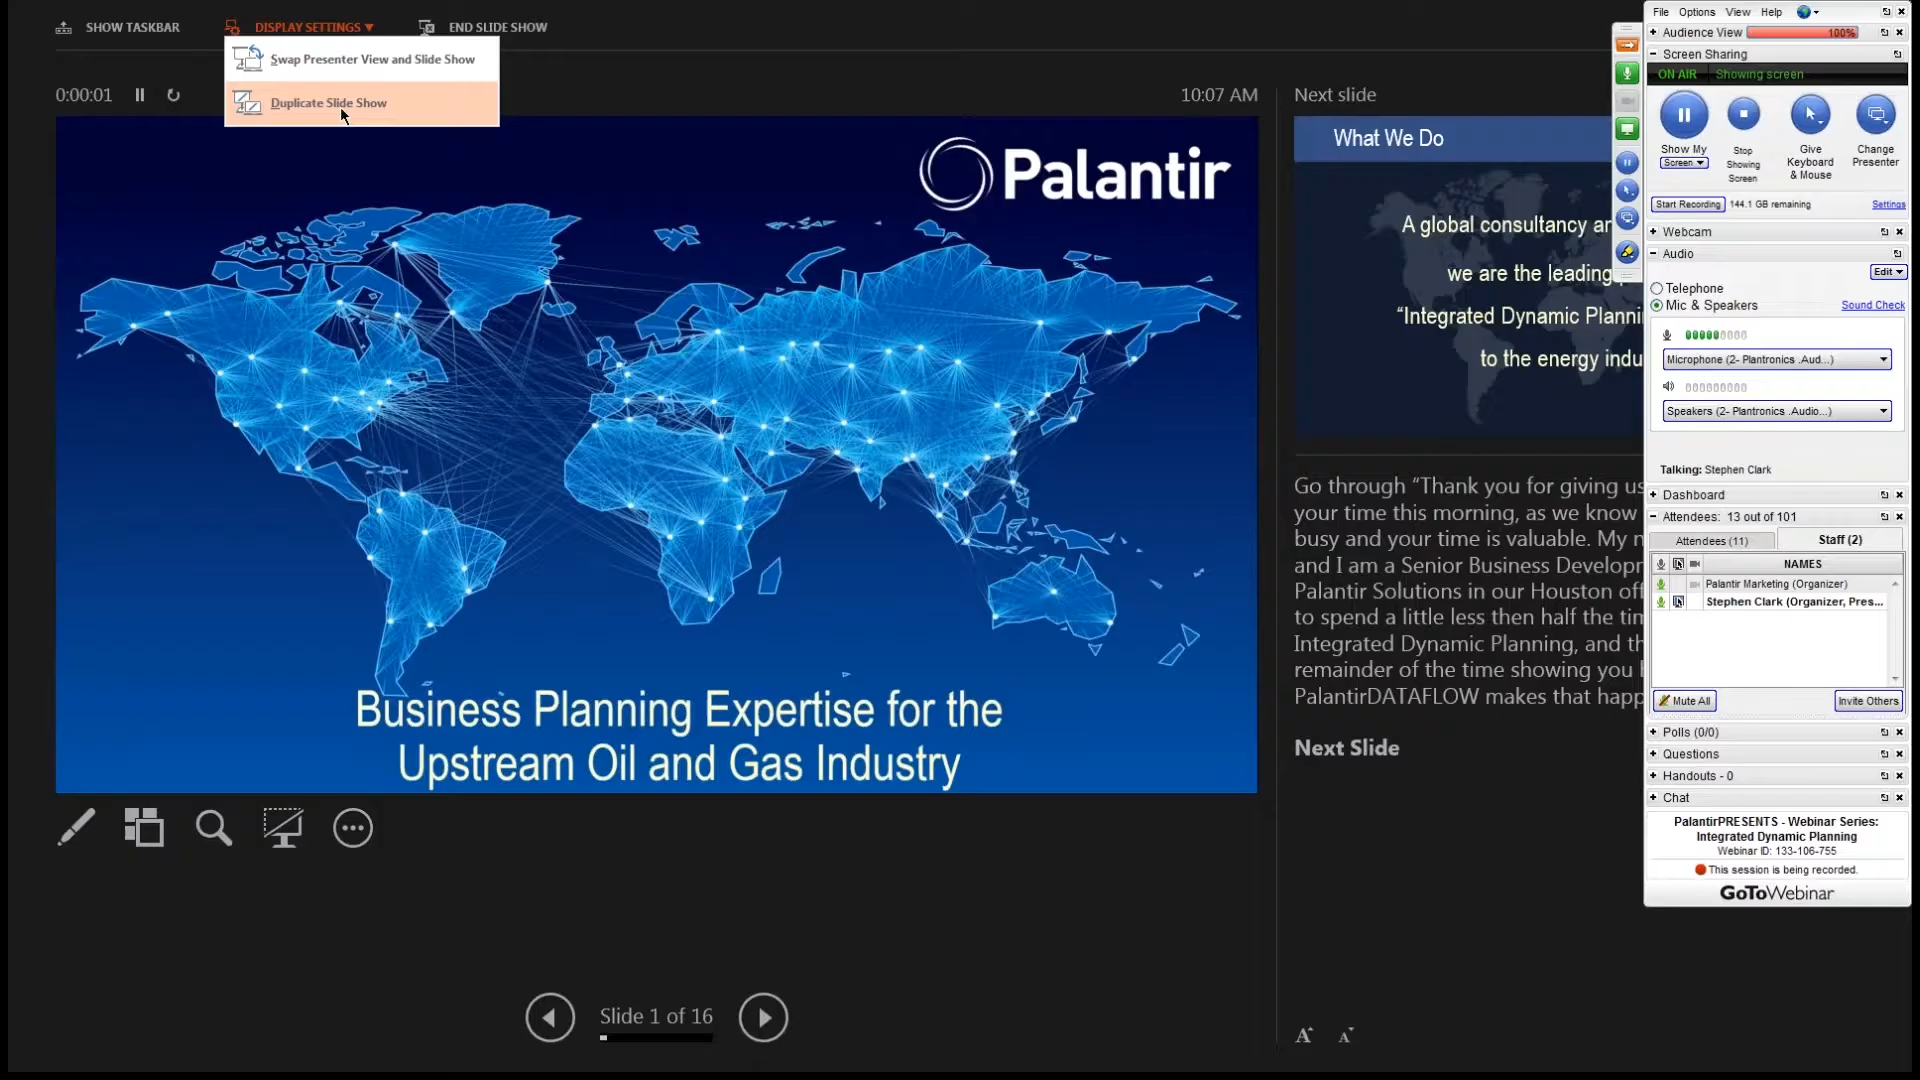 SHOW TASKBAR
DISPLAY SETTINGS ▼
END SLIDE SHOW
Swap Presenter View and Slide Show
Duplicate Slide Show
0:00:01
10:07 AM
Palantir
Business Planning Expertise for the
Upstream Oil and Gas Industry
Slide 1 of 16
Next slide
What We Do
A global consultancy
we are the leading
“Integrated Dynamic
to the energy
Go through “Thank you for giving us
your time this morning, as we know
busy and your time is valuable. My
and I am a Senior Business
Palantir Solutions in our Houston
to spend a little less then half the
Integrated Dynamic Planning, and
remainder of the time showing you
PalantirDATAFLOW makes that
Next Slide
A A
File Options View Help
Audience View 100%
Screen Sharing
ON AIR Showing screen
Show My
Screen
Stop
Showing
Screen
Give
Keyboard
& Mouse
Change
Presenter
Start Recording 144.1 GB remaining Settings
Webcam
Audio
Edit
Telephone
Mic & Speakers Sound Check
Microphone (2- Plantronics .Aud...)
Speakers (2- Plantronics .Audio...)
Talking: Stephen Clark
Dashboard
Attendees: 13 out of 101
Attendees (11) Staff (2)
NAMES
Palantir Marketing (Organizer)
Stephen Clark (Organizer, Pres...
Mute All Invite Others
Polls (0/0)
Questions
Handouts - 0
Chat
PalantirPRESENTS - Webinar Series:
Integrated Dynamic Planning
Webinar ID: 133-106-755
This session is being recorded.
GoToWebinar